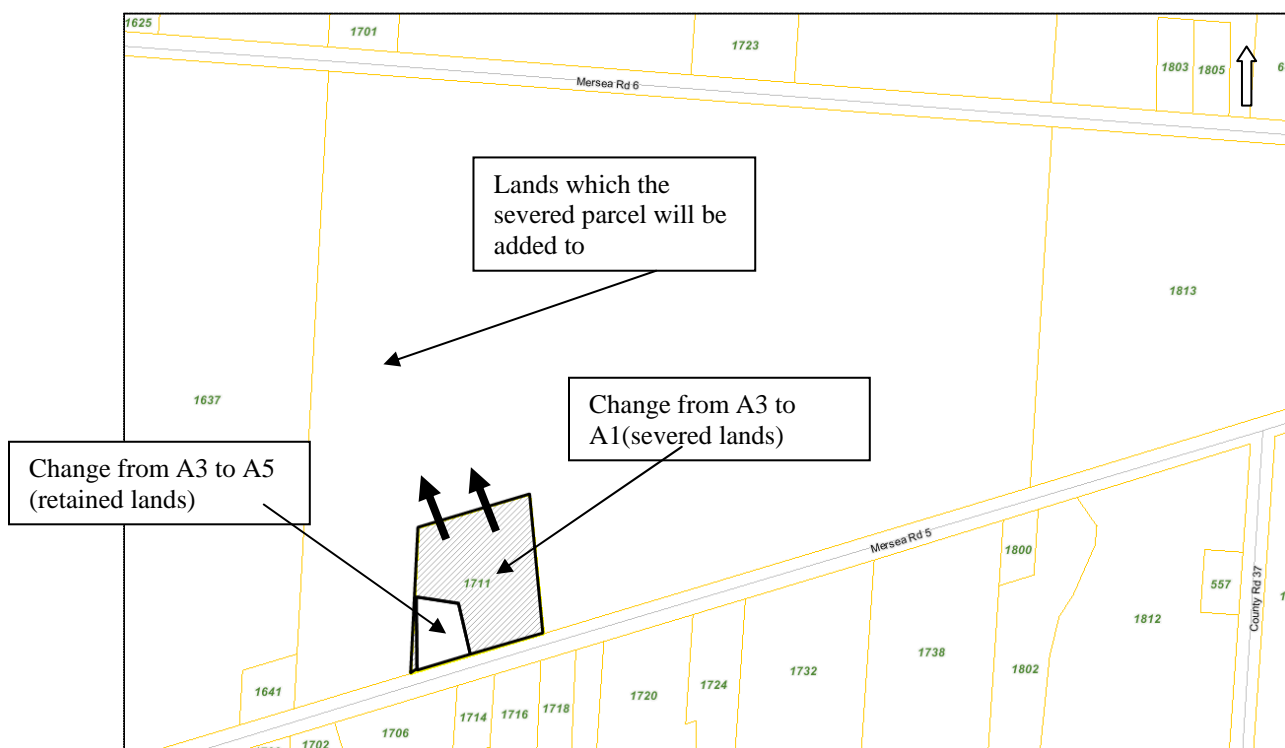 1625
1701
1723
1803
1805
6
Mersea Rd 6
Lands which the
severed parcel will be
added to
1813
1637
Change from A3 to
A1(severed lands)
Change from A3 to A5
(retained lands)
Mersea Rd 5
1711
1800
557
County Rd 37
1
1812
1738
1732
1802
1641
1724
1720
1718
1716
1714
1706
1702